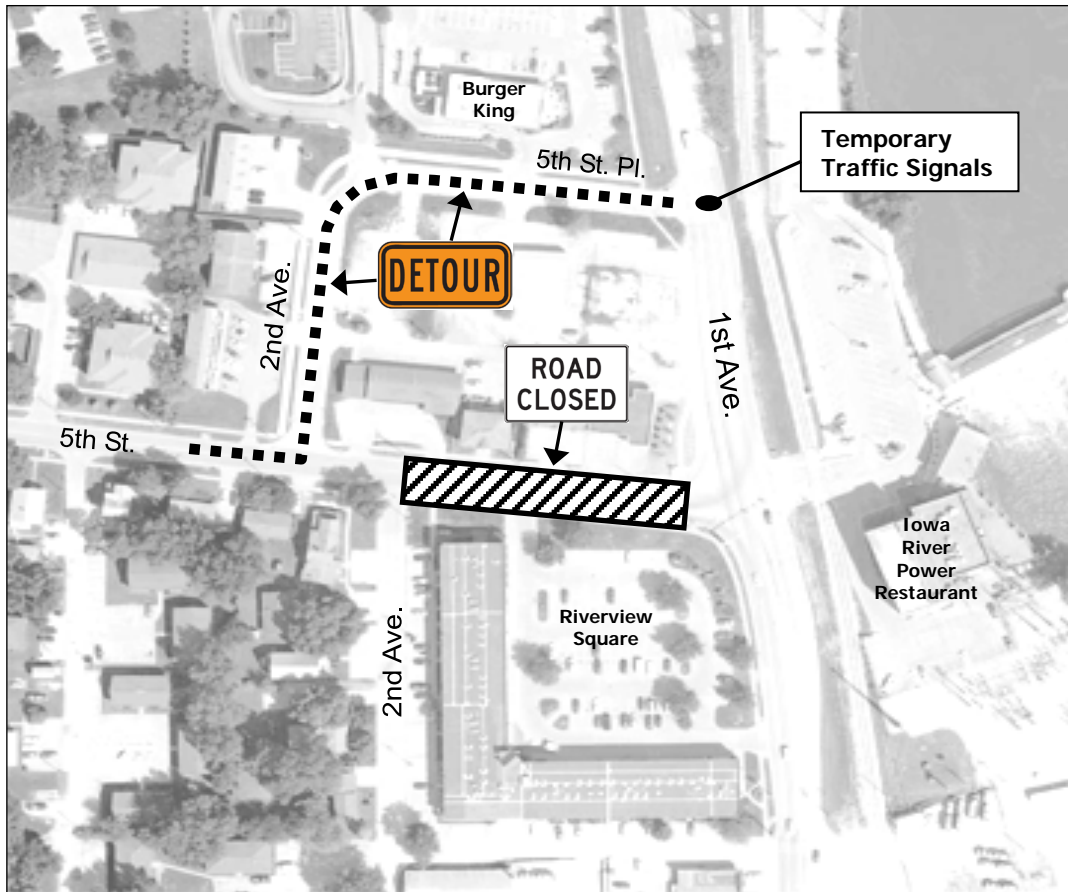 Burger
King
Temporary
Traffic Signals
5th St. Pl.
DETOUR
2nd Ave.
1st Ave.
ROAD
CLOSED
5th St.
Iowa
River
Power
Restaurant
Riverview
Square
2nd Ave.